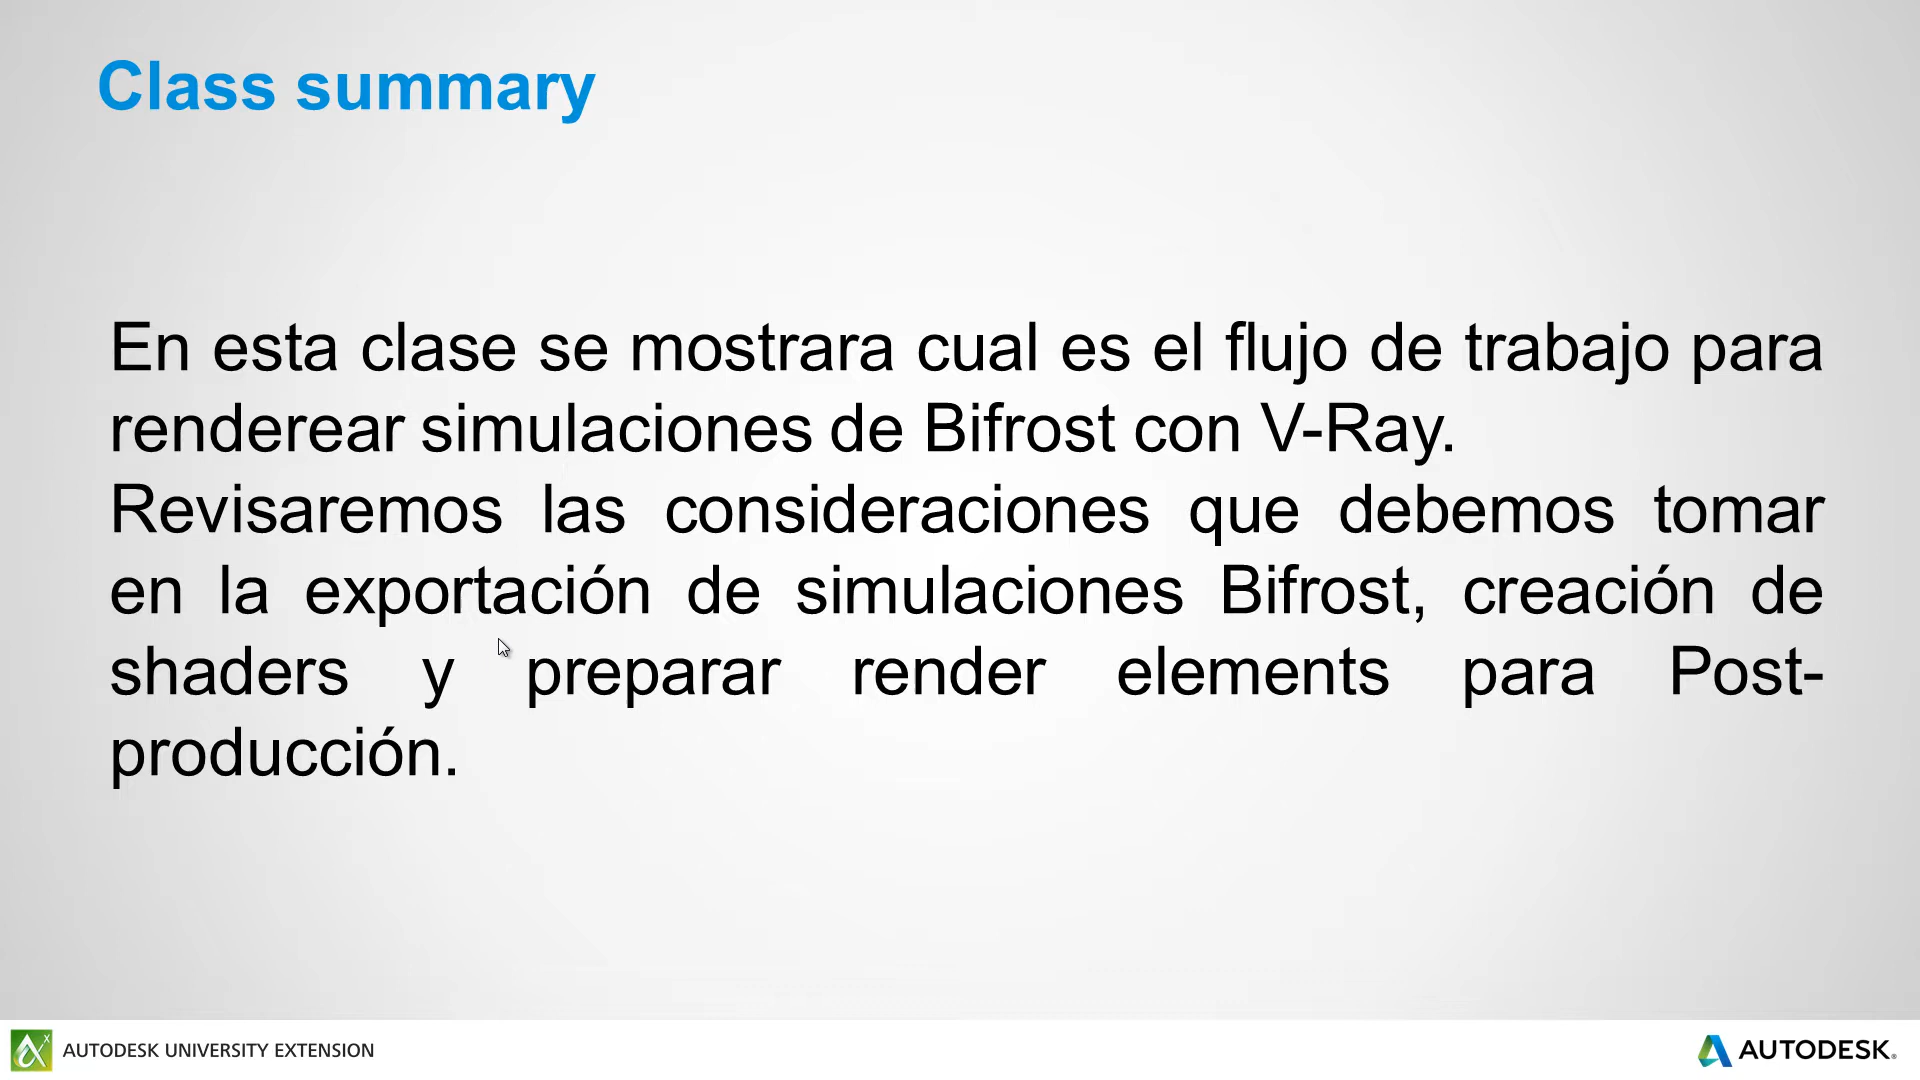 Class summary
En esta clase se mostrara cual es el flujo de trabajo para
renderear simulaciones de Bifrost con V-Ray.
Revisaremos las consideraciones que debemos tomar
en la exportación de simulaciones Bifrost, creación de
shaders y preparar render elements para Post-
producción.
AUTODESK UNIVERSITY EXTENSION
AUTODESK®